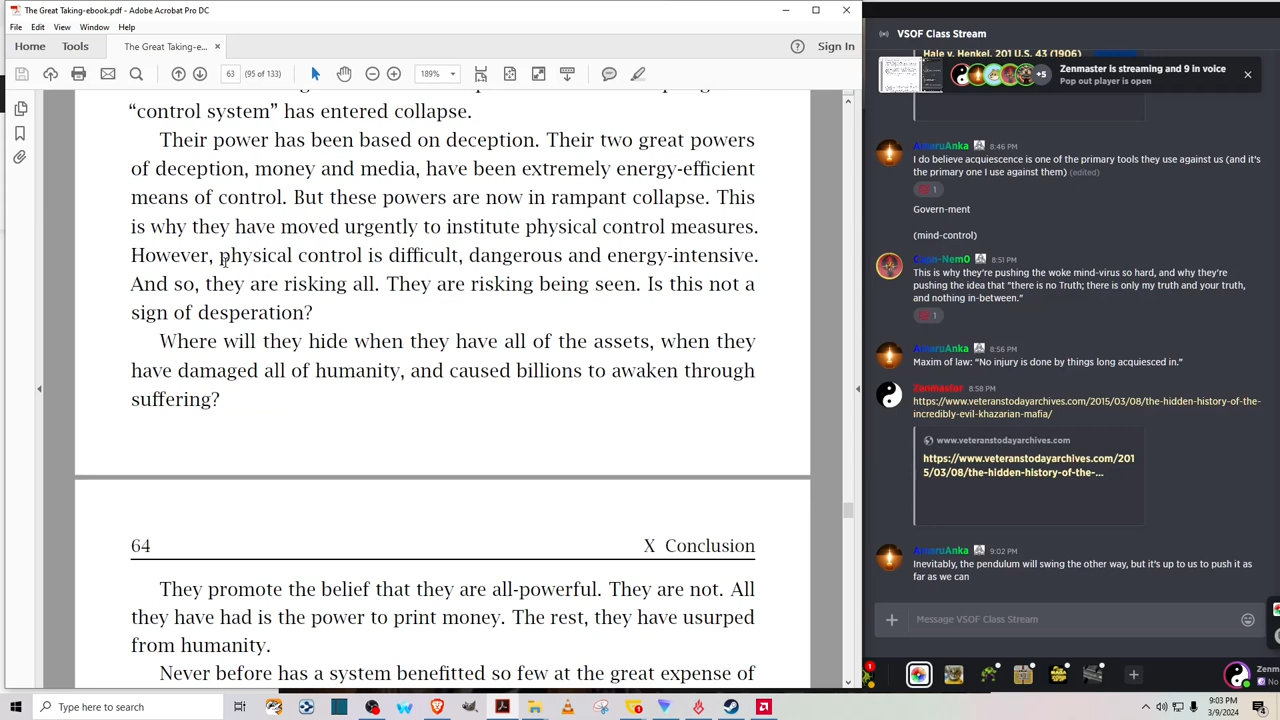 The Great Taking-ebook.pdf - Adobe Acrobat Pro DC
File Edit View Window
Home Tools The Great Taking-e... × Sign In
63 (95 of 133) 189%
“control system” has entered collapse.
Their power has been based on deception. Their two great powers
of deception, money and media, have been extremely energy-efficient
means of control. But these powers are now in rampant collapse. This
is why they have moved urgently to institute physical control measures.
However, physical control is difficult, dangerous and energy-intensive.
And so, they are risking all. They are risking being seen. Is this not a
sign of desperation?
Where will they hide when they have all of the assets, when they
have damaged all of humanity, and caused billions to awaken through
suffering?
64 X Conclusion
They promote the belief that they are all-powerful. They are not. All
they have had is the power to print money. The rest, they have usurped
from humanity.
Never before has a system benefitted so few at the great expense of
VSOF Class Stream
Hale v. Henkel, 201 U.S. 43 (1906)
+5
Zenmaster is streaming and 9 in voice
Pop out player is open
AmaruAnka 8:46 PM
I do believe acquiescence is one of the primary tools they use against us (and it's
the primary one I use against them) (edited)
1
Govern-ment
(mind-control)
-Nem0 8:51 PM
This is why they're pushing the woke mind-virus so hard, and why they're
pushing the idea that "there is no Truth; there is only my truth and your truth,
and nothing in-between."
1
AmaruAnka 8:56 PM
Maxim of law: “No injury is done by things long acquiesced in.”
Zenmaster 8:58 PM
https://www.veteranstodayarchives.com/2015/03/08/the-hidden-history-of-the-
incredibly-evil-khazarian-mafia/
www.veteranstodayarchives.com
https://www.veteranstodayarchives.com/201
5/03/08/the-hidden-history-of-the-...
AmaruAnka 9:02 PM
Inevitably, the pendulum will swing the other way, but it's up to us to push it as
far as we can
Message VSOF Class Stream
1
Zenm
No
Type here to search
9:03 PM
3/9/2024
4